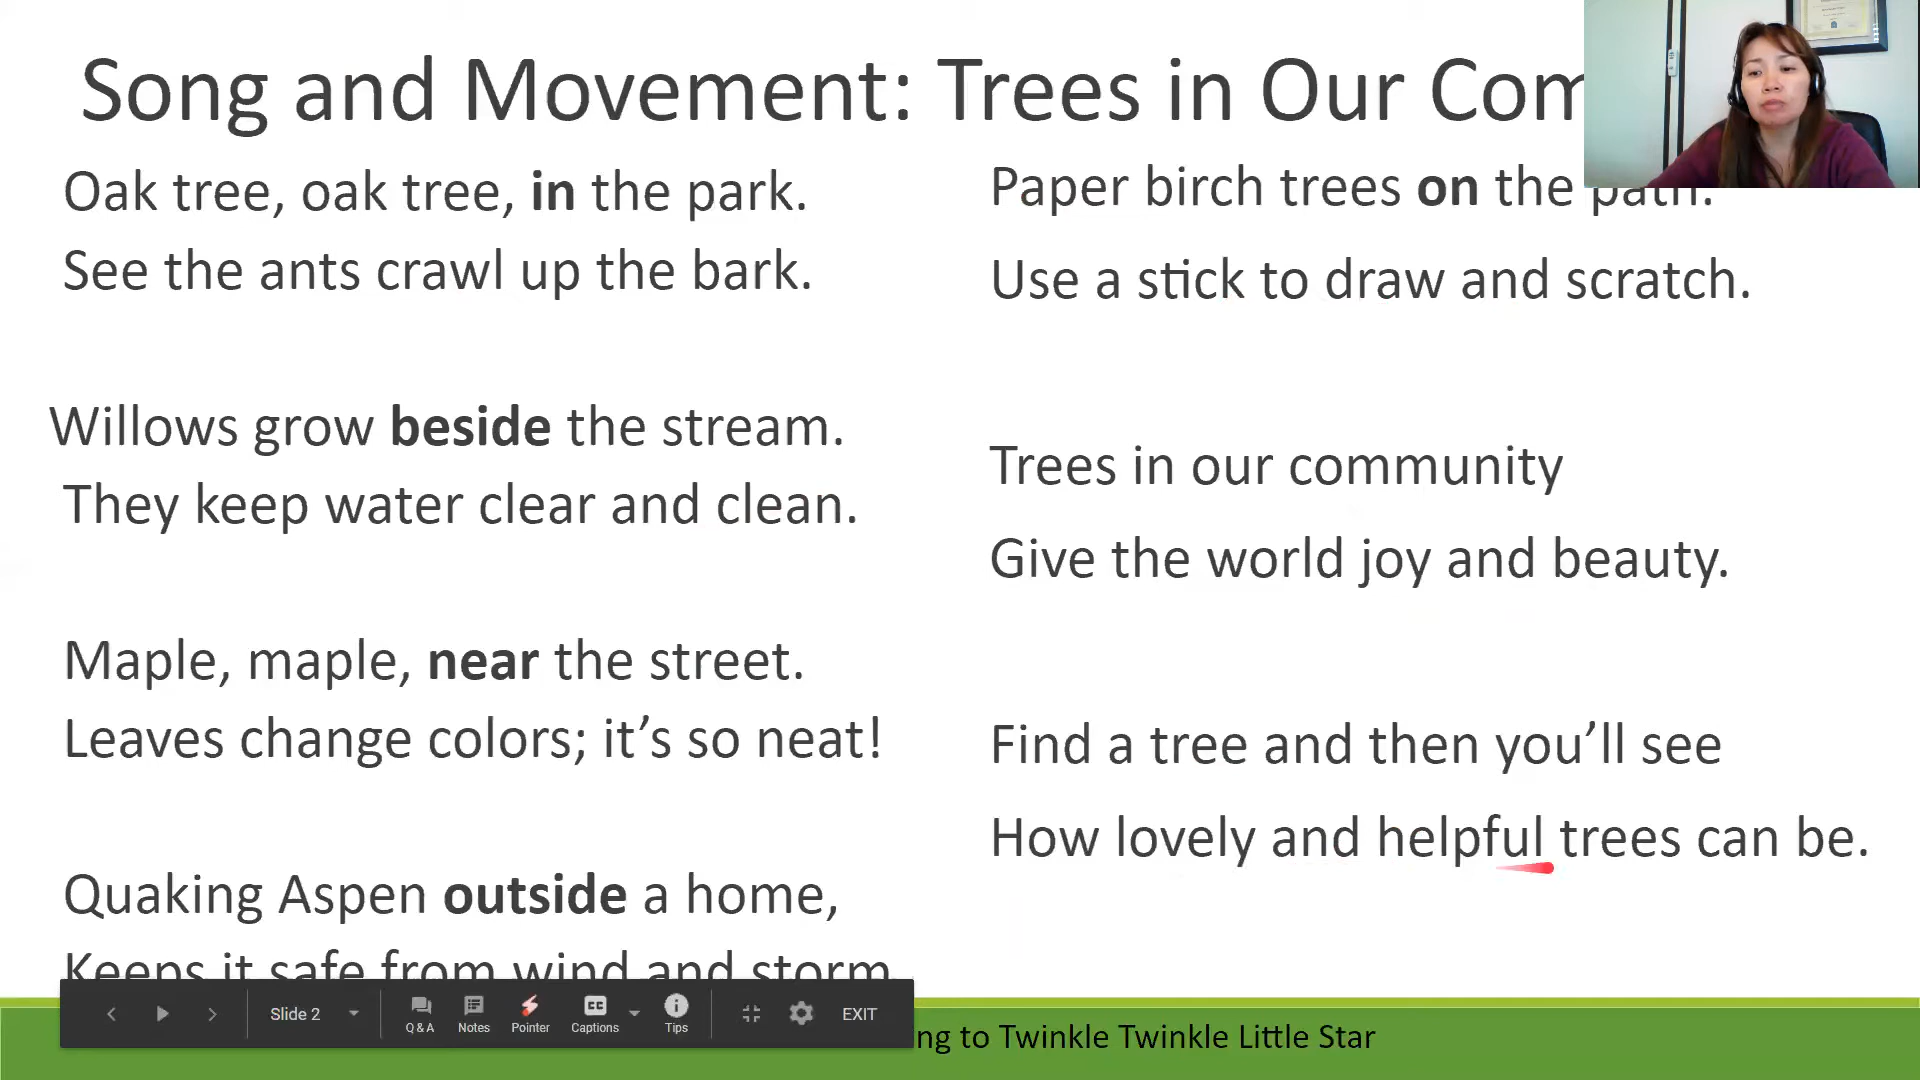 Song and Movement: Trees in Our Com
Oak tree, oak tree, in the park.
See the ants crawl up the bark.
Willows grow beside the stream.
They keep water clear and clean.
Maple, maple, near the street.
Leaves change colors; it’s so neat!
Quaking Aspen outside a home,
Keeps it safe from wind and storm
Paper birch trees on the path.
Use a stick to draw and scratch.
Trees in our community
Give the world joy and beauty.
Find a tree and then you’ll see
How lovely and helpful trees can be.
Slide 2
Q & A
Notes
Pointer
Captions
Tips
EXIT
ng to Twinkle Twinkle Little Star